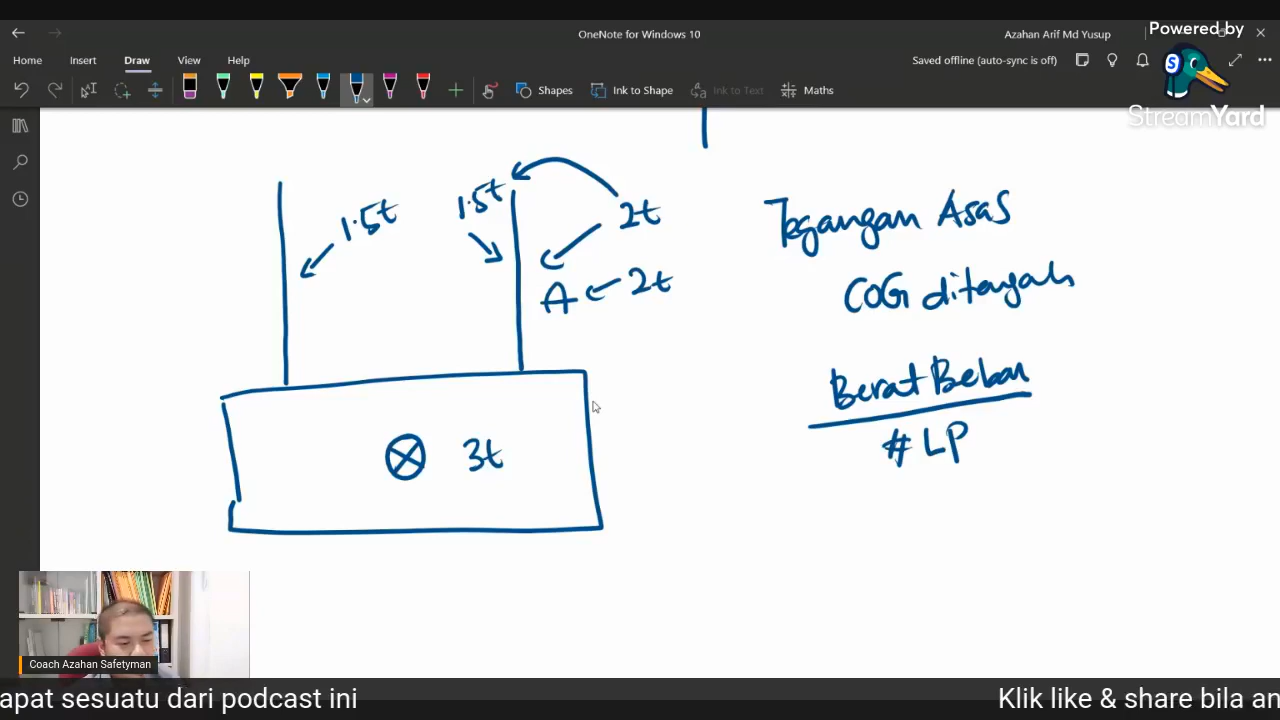 OneNote for Windows 10
Azahan Arif Md Yusup
Powered by
StreamYard
Home Insert Draw View Help
Saved offline (auto-sync is off)
Shapes Ink to Shape Ink to Text Maths
1.5t
1.5t
2t
A
2t
3t
Tegangan Asas
COG ditengah
Berat Beban
# LP
Coach Azahan Safetyman
apat sesuatu dari podcast ini
Klik like & share bila an